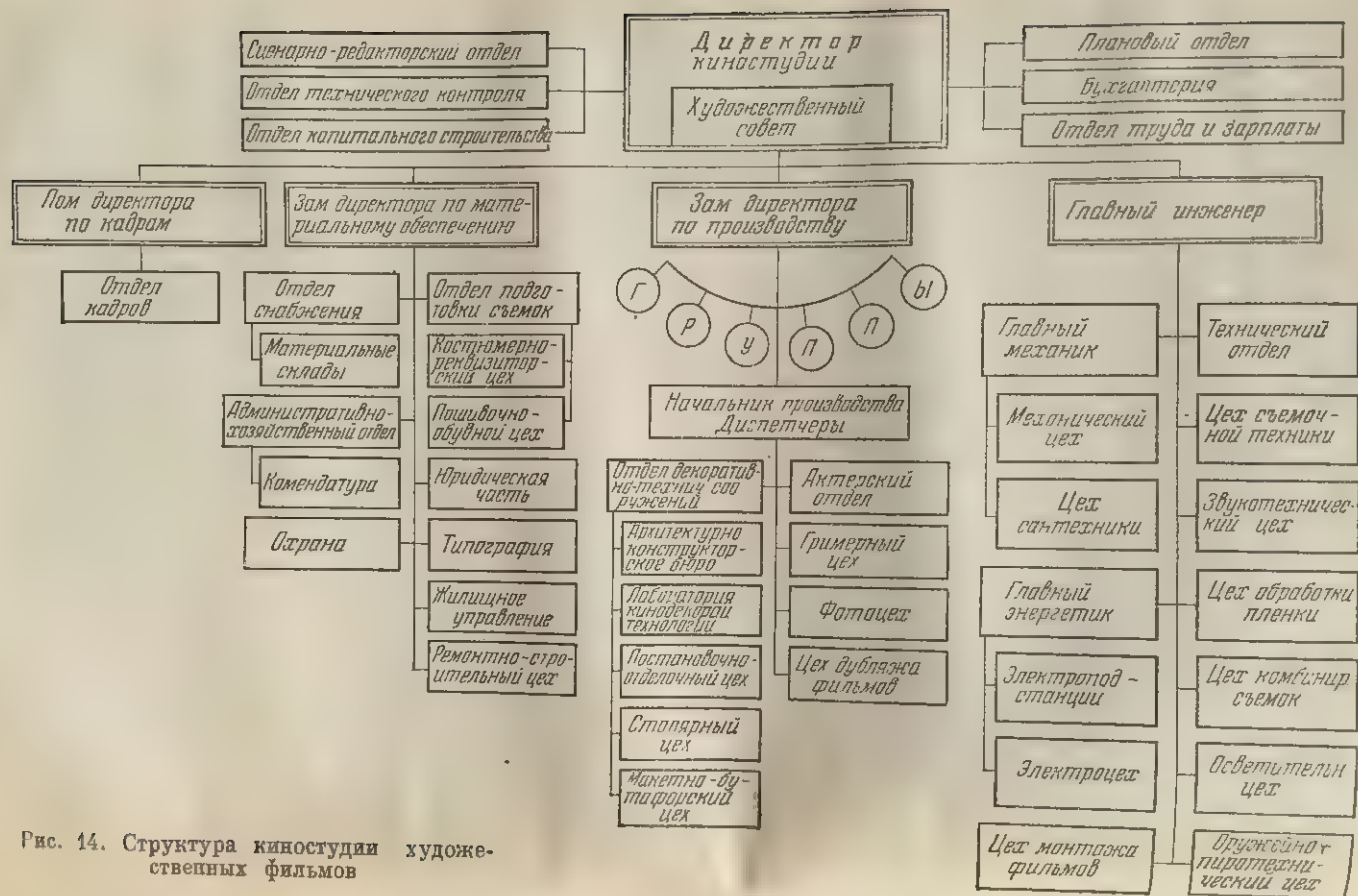 Директор
киностудии
Художественный
совет
Сценарно-редакторский отдел
Отдел технического контроля
Отдел капитального строительства
Плановый отдел
Бухгалтерия
Отдел труда и зарплаты
Пом директора
по кадрам
Отдел
кадров
Зам директора по мате-
риальному обеспечению
Отдел
снабжения
Материальные
склады
Административно-
хозяйственный отдел
Комендатура
Охрана
Отдел подго-
товки съемок
Костюмерно-
реквизитор-
ский цех
Пошивочно-
обувной цех
Юридическая
часть
Типография
Жилищное
управление
Ремонтно-стро-
ительный цех
Зам директора
по производству
Г Р У П П Ы
Начальник производства
Диспетчеры
Отдел декоратив-
но-технич соо
ружений
Архитектурно
конструктор-
ское бюро
Лаборатория
кинодекорац
технологии
Постановочно-
отделочный цех
Столярный
цех
Макетно-бу-
тафорский
цех
Актерский
отдел
Гримерный
цех
Фотоцех
Цех дубляжа
фильмов
Главный инженер
Главный
механик
Механический
цех
Цех
сантехники
Главный
энергетик
Электропод-
станции
Электроцех
Цех монтажа
фильмов
Технический
отдел
Цех съемоч-
ной техники
Звукотехничес-
кий цех
Цех обработки
пленки
Цех комбинир
съемок
Осветительн
цех
Оружейно-
пиротехни-
ческий цех
Рис. 14. Структура киностудии художе-
ственных фильмов